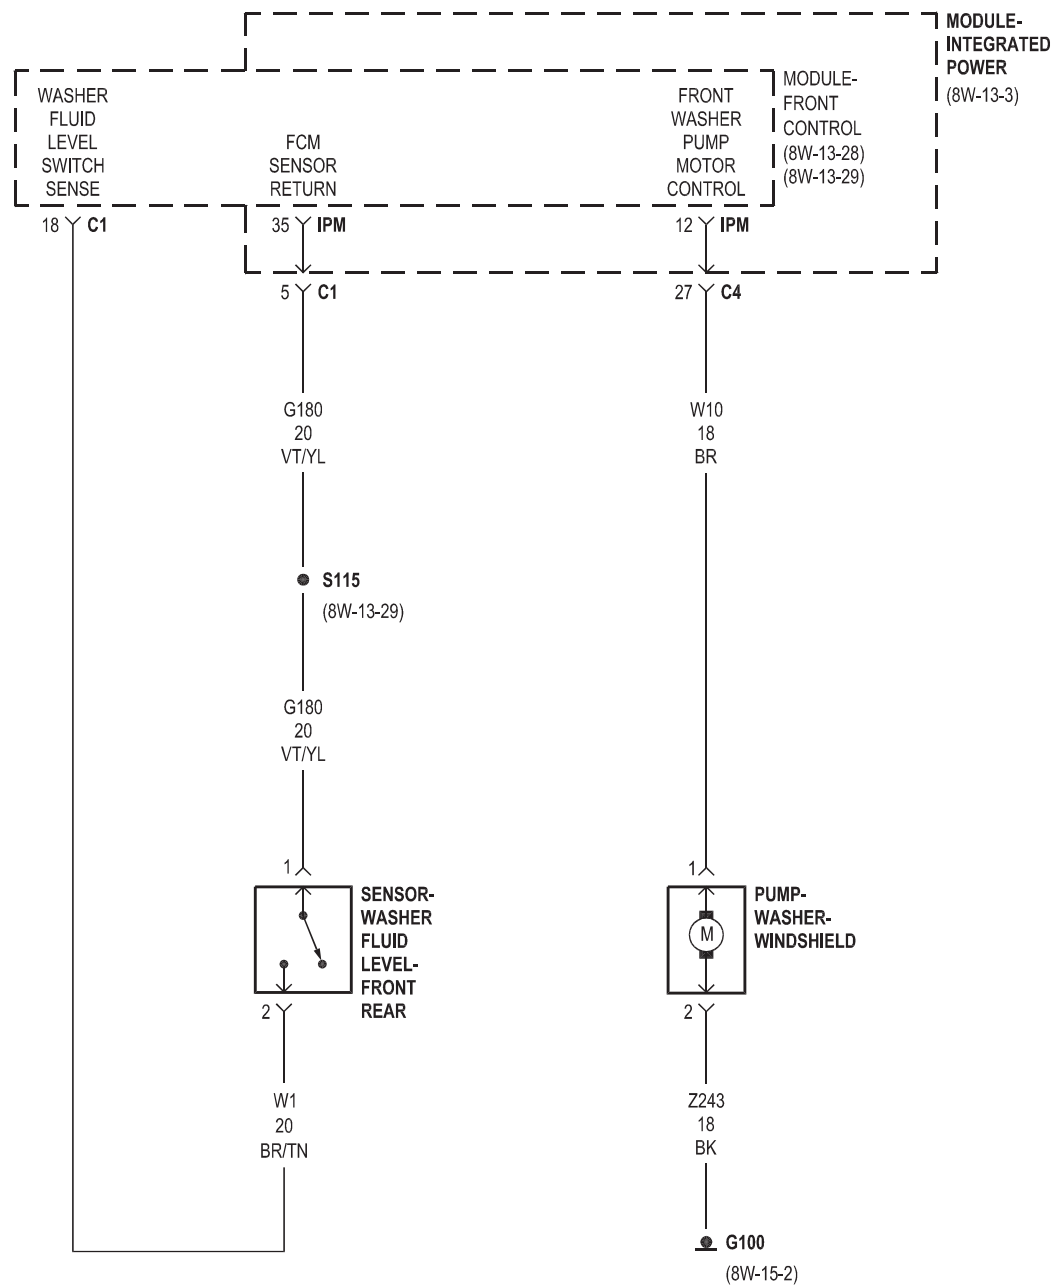 MODULE-
INTEGRATED
POWER
(8W-13-3)
MODULE-
FRONT
CONTROL
(8W-13-28)
(8W-13-29)
WASHER
FLUID
LEVEL
SWITCH
SENSE
FCM
SENSOR
RETURN
FRONT
WASHER
PUMP
MOTOR
CONTROL
18 C1
35 IPM
12 IPM
5 C1
27 C4
G180
20
VT/YL
W10
18
BR
S115
(8W-13-29)
G180
20
VT/YL
1
1
SENSOR-
WASHER
FLUID
LEVEL-
FRONT
REAR
M
PUMP-
WASHER-
WINDSHIELD
2
2
W1
20
BR/TN
Z243
18
BK
G100
(8W-15-2)